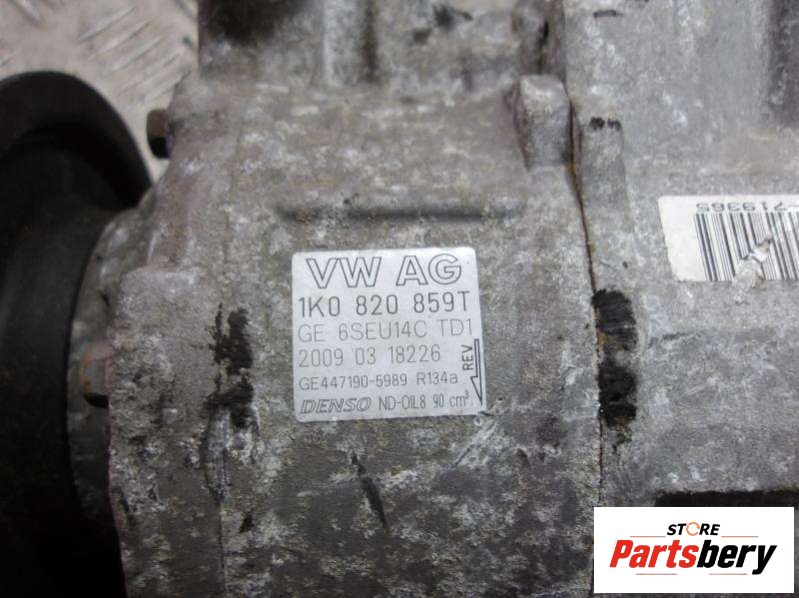 VW AG
1K0 820 859T
GE 6SEU14C TD1
2009 03 18226
GE447190-5989 R134a
DENSO ND-OIL8 90 cm³
REV
-719365
STORE
Partsbery